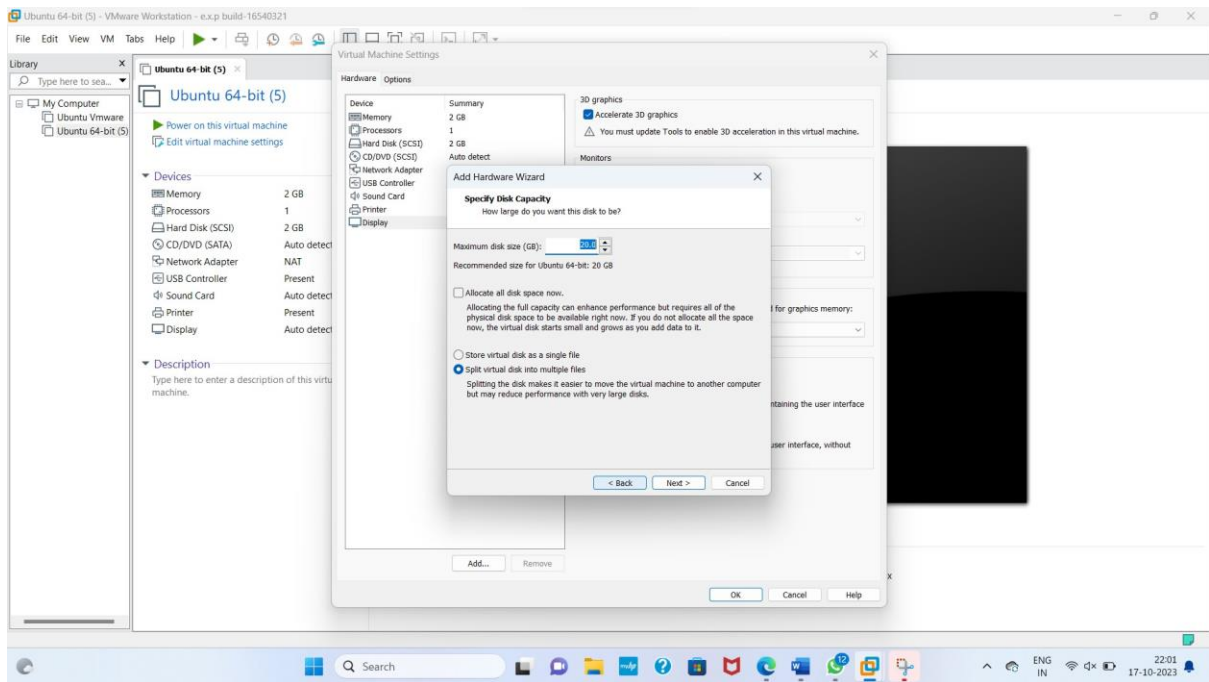 Ubuntu 64-bit (5) - VMware Workstation - e.x.p build-16540321
File Edit View VM Tabs Help
Library X
Type here to sea...
My Computer
Ubuntu Vmware
Ubuntu 64-bit (5)
Ubuntu 64-bit (5)
Ubuntu 64-bit (5)
Power on this virtual machine
Edit virtual machine settings
Devices
Memory 2 GB
Processors 1
Hard Disk (SCSI) 2 GB
CD/DVD (SATA) Auto detect
Network Adapter NAT
USB Controller Present
Sound Card Auto detect
Printer Present
Display Auto detect
Description
Type here to enter a description of this virtu
machine.
Virtual Machine Settings
Hardware Options
Device Summary
Memory 2 GB
Processors 1
Hard Disk (SCSI) 2 GB
CD/DVD (SCSI) Auto detect
Network Adapter
USB Controller
Sound Card
Printer
Display
Add... Remove
3D graphics
Accelerate 3D graphics
You must update Tools to enable 3D acceleration in this virtual machine.
Monitors
for graphics memory:
ntaining the user interface
user interface, without
OK Cancel Help
Add Hardware Wizard
Specify Disk Capacity
How large do you want this disk to be?
Maximum disk size (GB): 20.0
Recommended size for Ubuntu 64-bit: 20 GB
Allocate all disk space now.
Allocating the full capacity can enhance performance but requires all of the
physical disk space to be available right now. If you do not allocate all the space
now, the virtual disk starts small and grows as you add data to it.
Store virtual disk as a single file
Split virtual disk into multiple files
Splitting the disk makes it easier to move the virtual machine to another computer
but may reduce performance with very large disks.
< Back Next > Cancel
x
Search
12
ENG
IN
22:01
17-10-2023